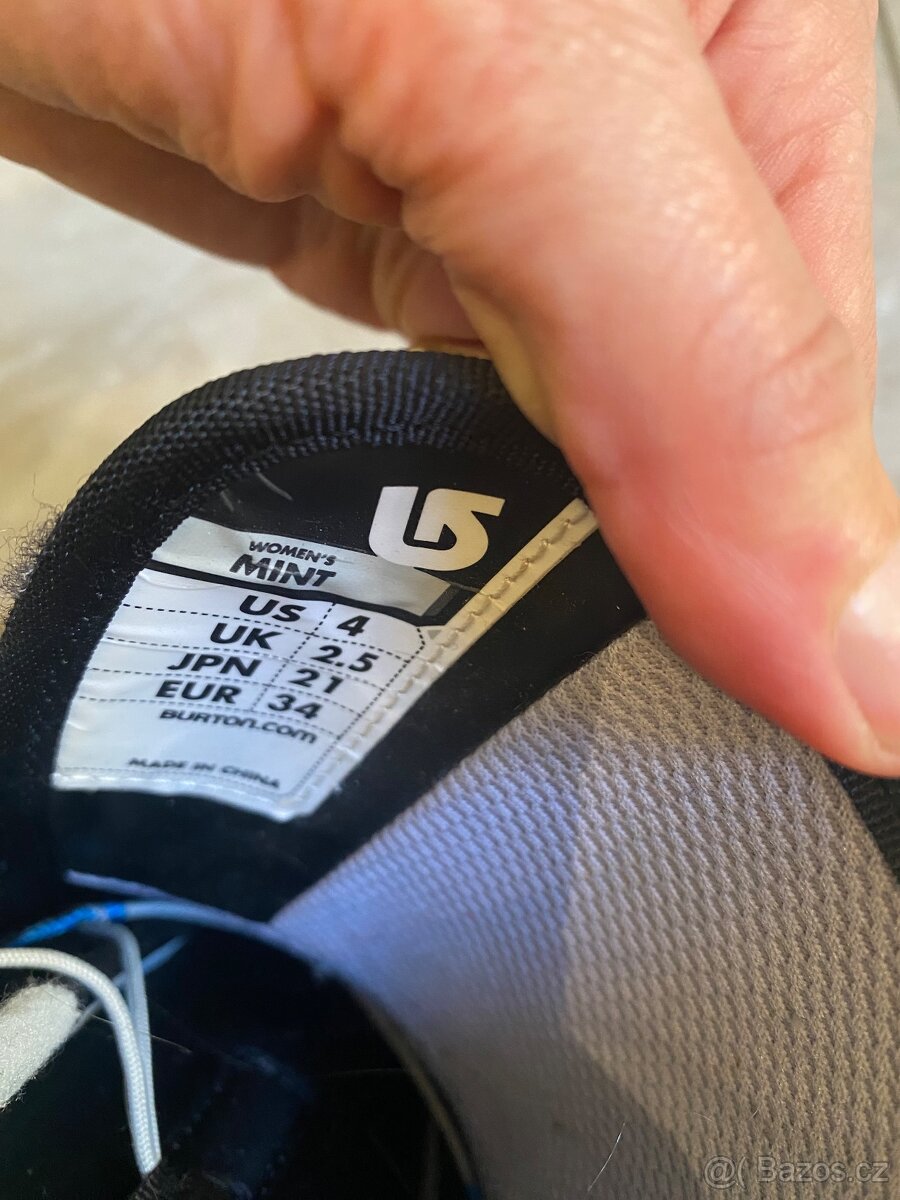 WOMEN'S
MINT
US 4
UK 2.5
JPN 21
EUR 34
BURTON.COM
MADE IN CHINA
@( Bazos.cz